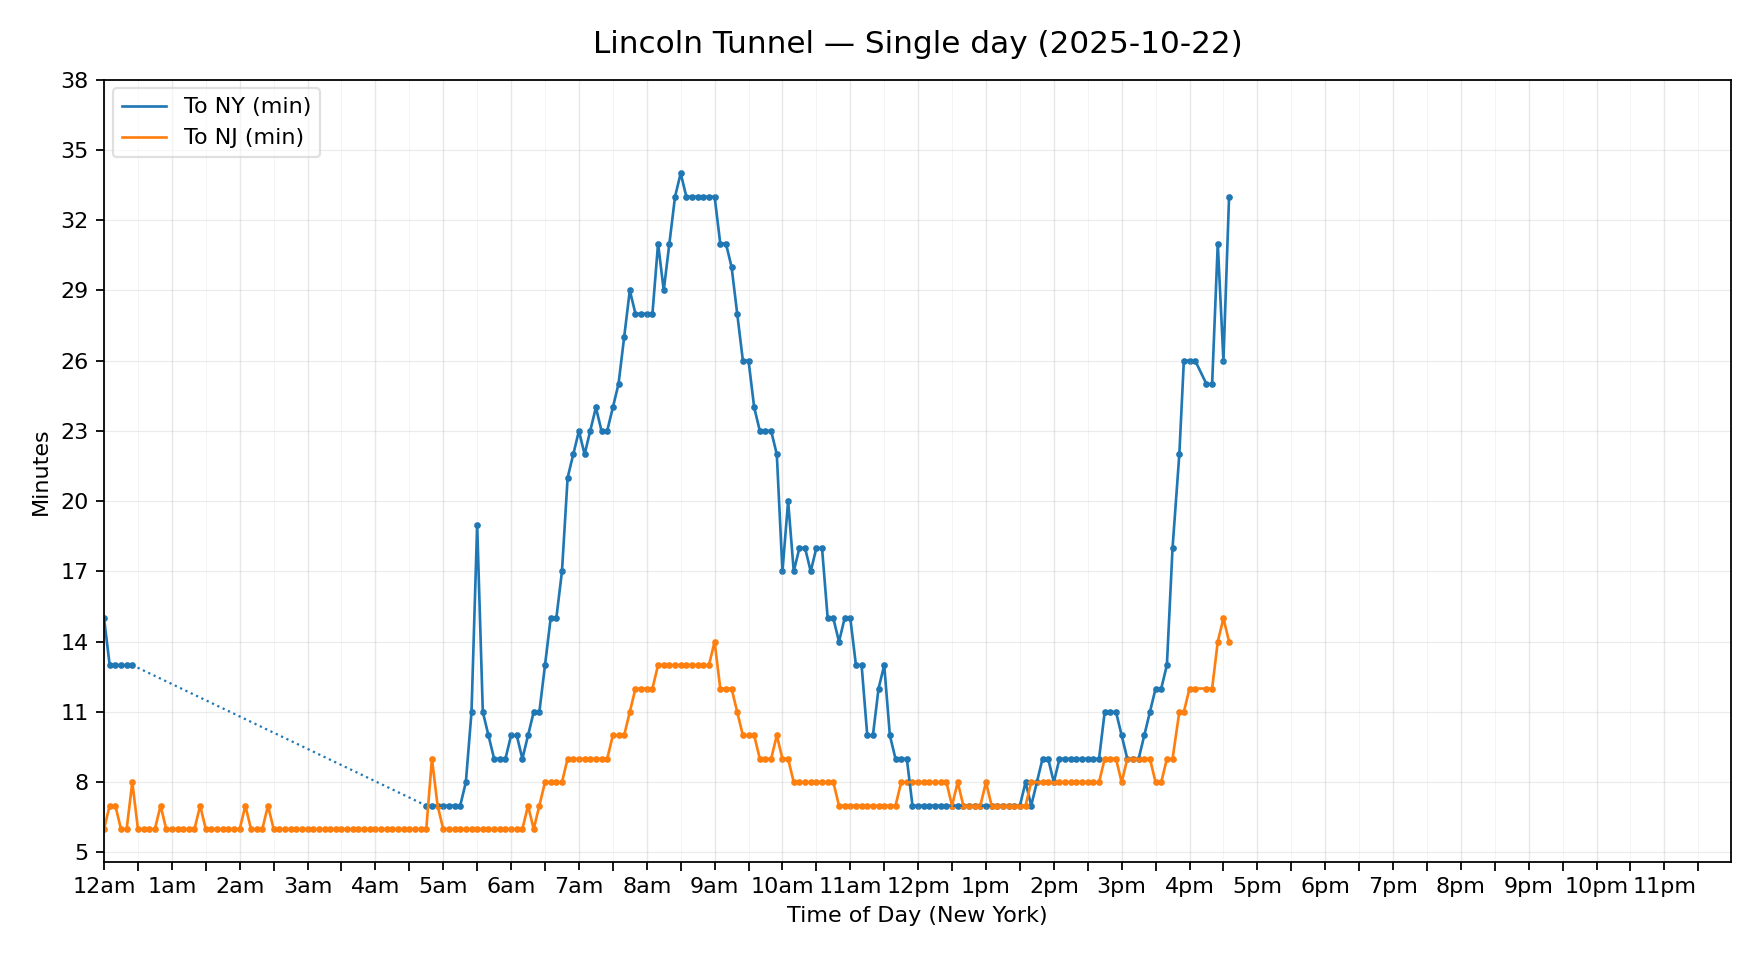 Lincoln Tunnel — Single day (2025-10-22)
To NY (min)
To NJ (min)
38
35
32
29
26
23
20
17
14
11
8
5
Minutes
12am 1am 2am 3am 4am 5am 6am 7am 8am 9am 10am 11am 12pm 1pm 2pm 3pm 4pm 5pm 6pm 7pm 8pm 9pm 10pm 11pm
Time of Day (New York)